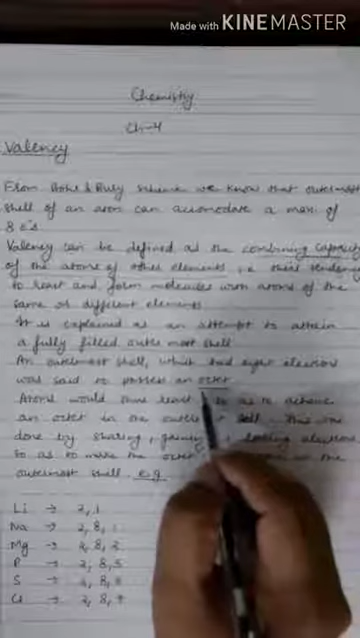 Made with KINEMASTER
Chemistry
Ch-4
Valency
From Bohr & Bury scheme we know that outermost
shell of an atom can accomodate a max. of
8 e⁻s
Valency can be defined as the combining capacity
of the atoms of other elements i.e their tendency
to react and form molecules with atoms of the
same or different elements
It is explained as an attempt to attain
a fully filled outer most shell
An outermost shell, which had eight electrons
was said to possess an octet
Atoms would thus react so as to achieve
an octet in the outermost shell. This was
done by sharing, gaining, loosing electrons
so as to make the octet in the
outermost shell. e.g
Li → 2, 1
Na → 2, 8, 1
Mg → 2, 8, 2
P → 2, 8, 5
S → 2, 8,
Cl → 2, 8, 7